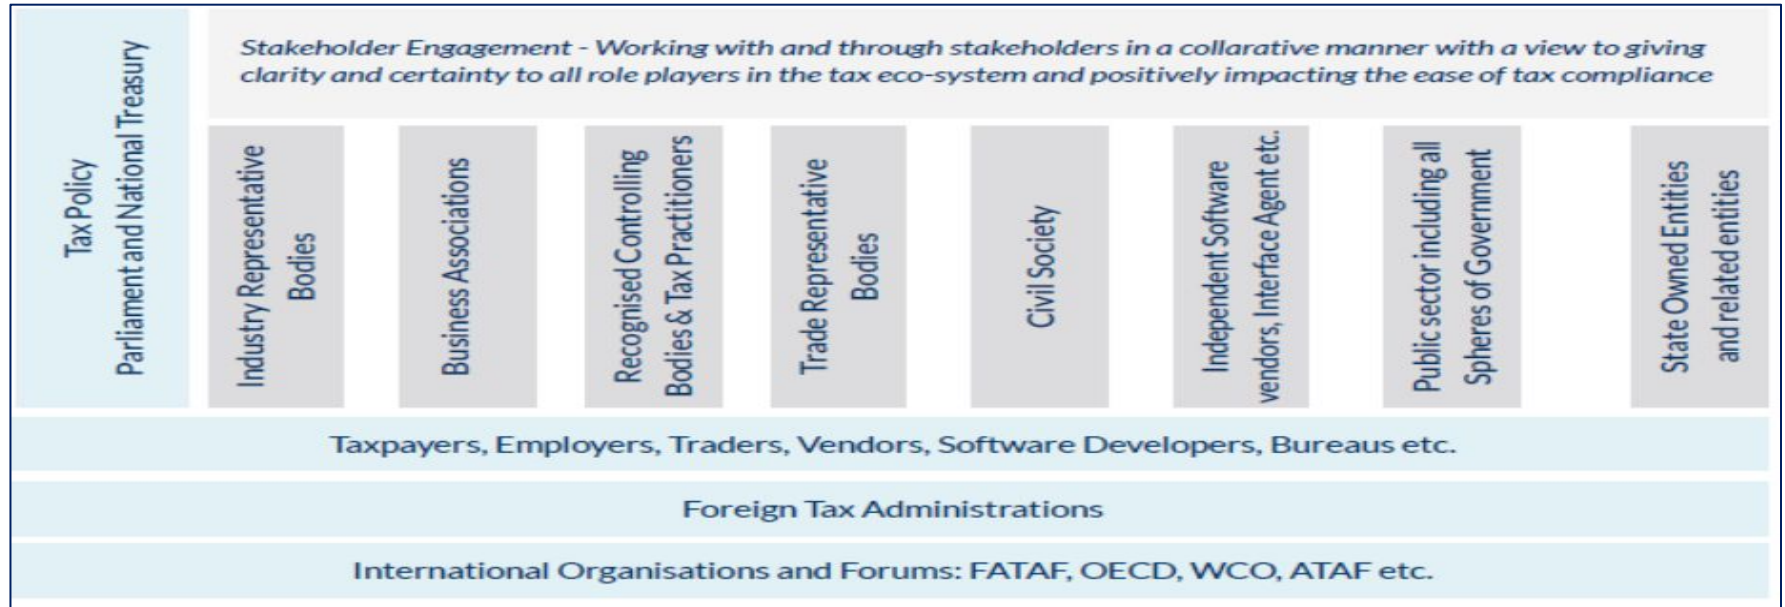 Tax Policy
Parliament and National Treasury
Stakeholder Engagement - Working with and through stakeholders in a collarative manner with a view to giving
clarity and certainty to all role players in the tax eco-system and positively impacting the ease of tax compliance
Industry Representative
Bodies
Business Associations
Recognised Controlling
Bodies & Tax Practitioners
Trade Representative
Bodies
Civil Society
Independent Software
vendors, Interface Agent etc.
Public sector including all
Spheres of Government
State Owned Entities
and related entities
Taxpayers, Employers, Traders, Vendors, Software Developers, Bureaus etc.
Foreign Tax Administrations
International Organisations and Forums: FATAF, OECD, WCO, ATAF etc.